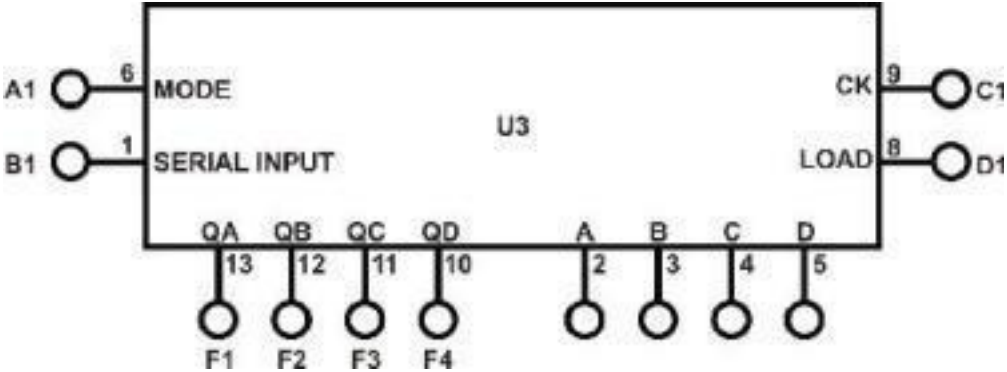 A1 6 MODE CK 9 C1
U3
B1 1 SERIAL INPUT LOAD 8 D1
QA QB QC QD A B C D
13 12 11 10 2 3 4 5
F1 F2 F3 F4